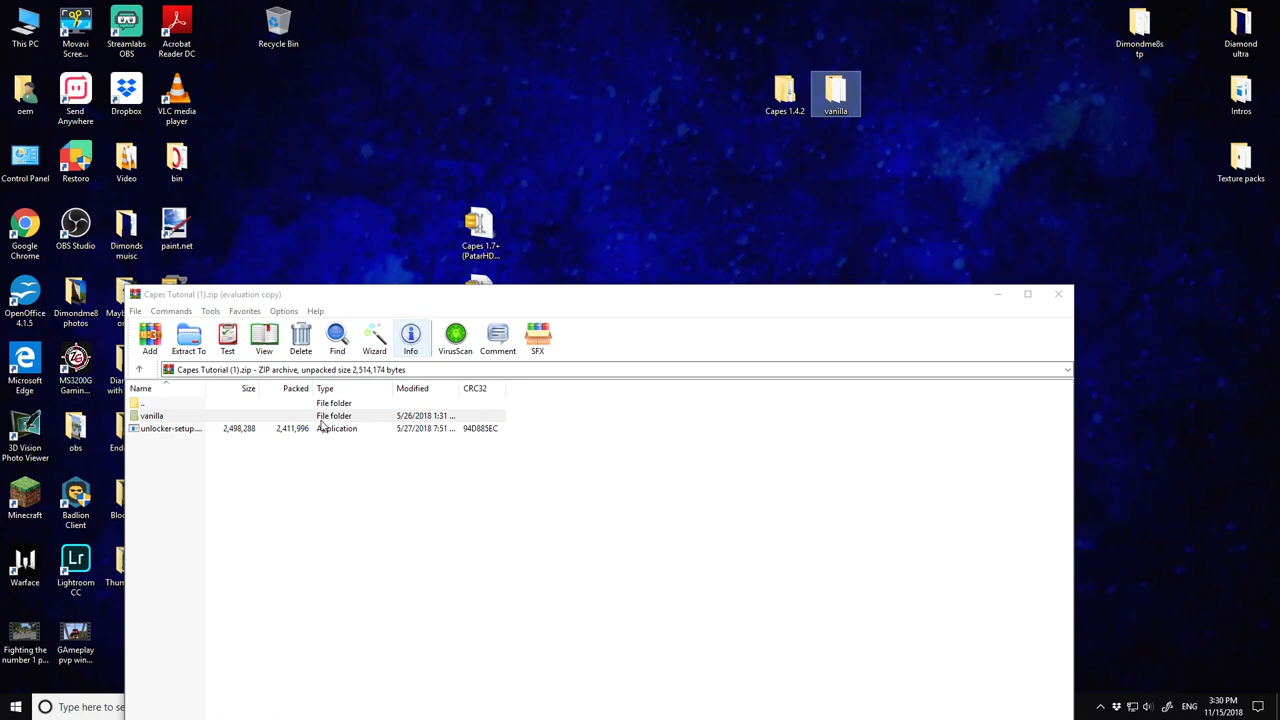 This PC
Movavi Scree...
Streamlabs OBS
Acrobat Reader DC
Recycle Bin
Dimondme8s tp
Diamond ultra
oem
Send Anywhere
Dropbox
VLC media player
Capes 1.4.2
vanilla
Intros
Control Panel
Restoro
Video
bin
Texture packs
Google Chrome
OBS Studio
Dimonds muisc
paint.net
Capes 1.7+ (PatarHD...
OpenOffice 4.1.5
Dimondme8 photos
Microsoft Edge
MS3200G Gamin...
3D Vision Photo Viewer
obs
Minecraft
Badlion Client
Warface
Lightroom CC
Fighting the number 1 p...
GAmeplay pvp win...
Capes Tutorial (1).zip (evaluation copy)
File Commands Tools Favorites Options Help
Add Extract To Test View Delete Find Wizard Info VirusScan Comment SFX
Capes Tutorial (1).zip - ZIP archive, unpacked size 2,514,174 bytes
Name Size Packed Type Modified CRC32
.. File folder
vanilla File folder 5/26/2018 1:31 ...
unlocker-setup.... 2,498,288 2,411,996 Application 5/27/2018 7:51 ... 94D885EC
Type here to se
ENG
3:30 PM
11/15/2018